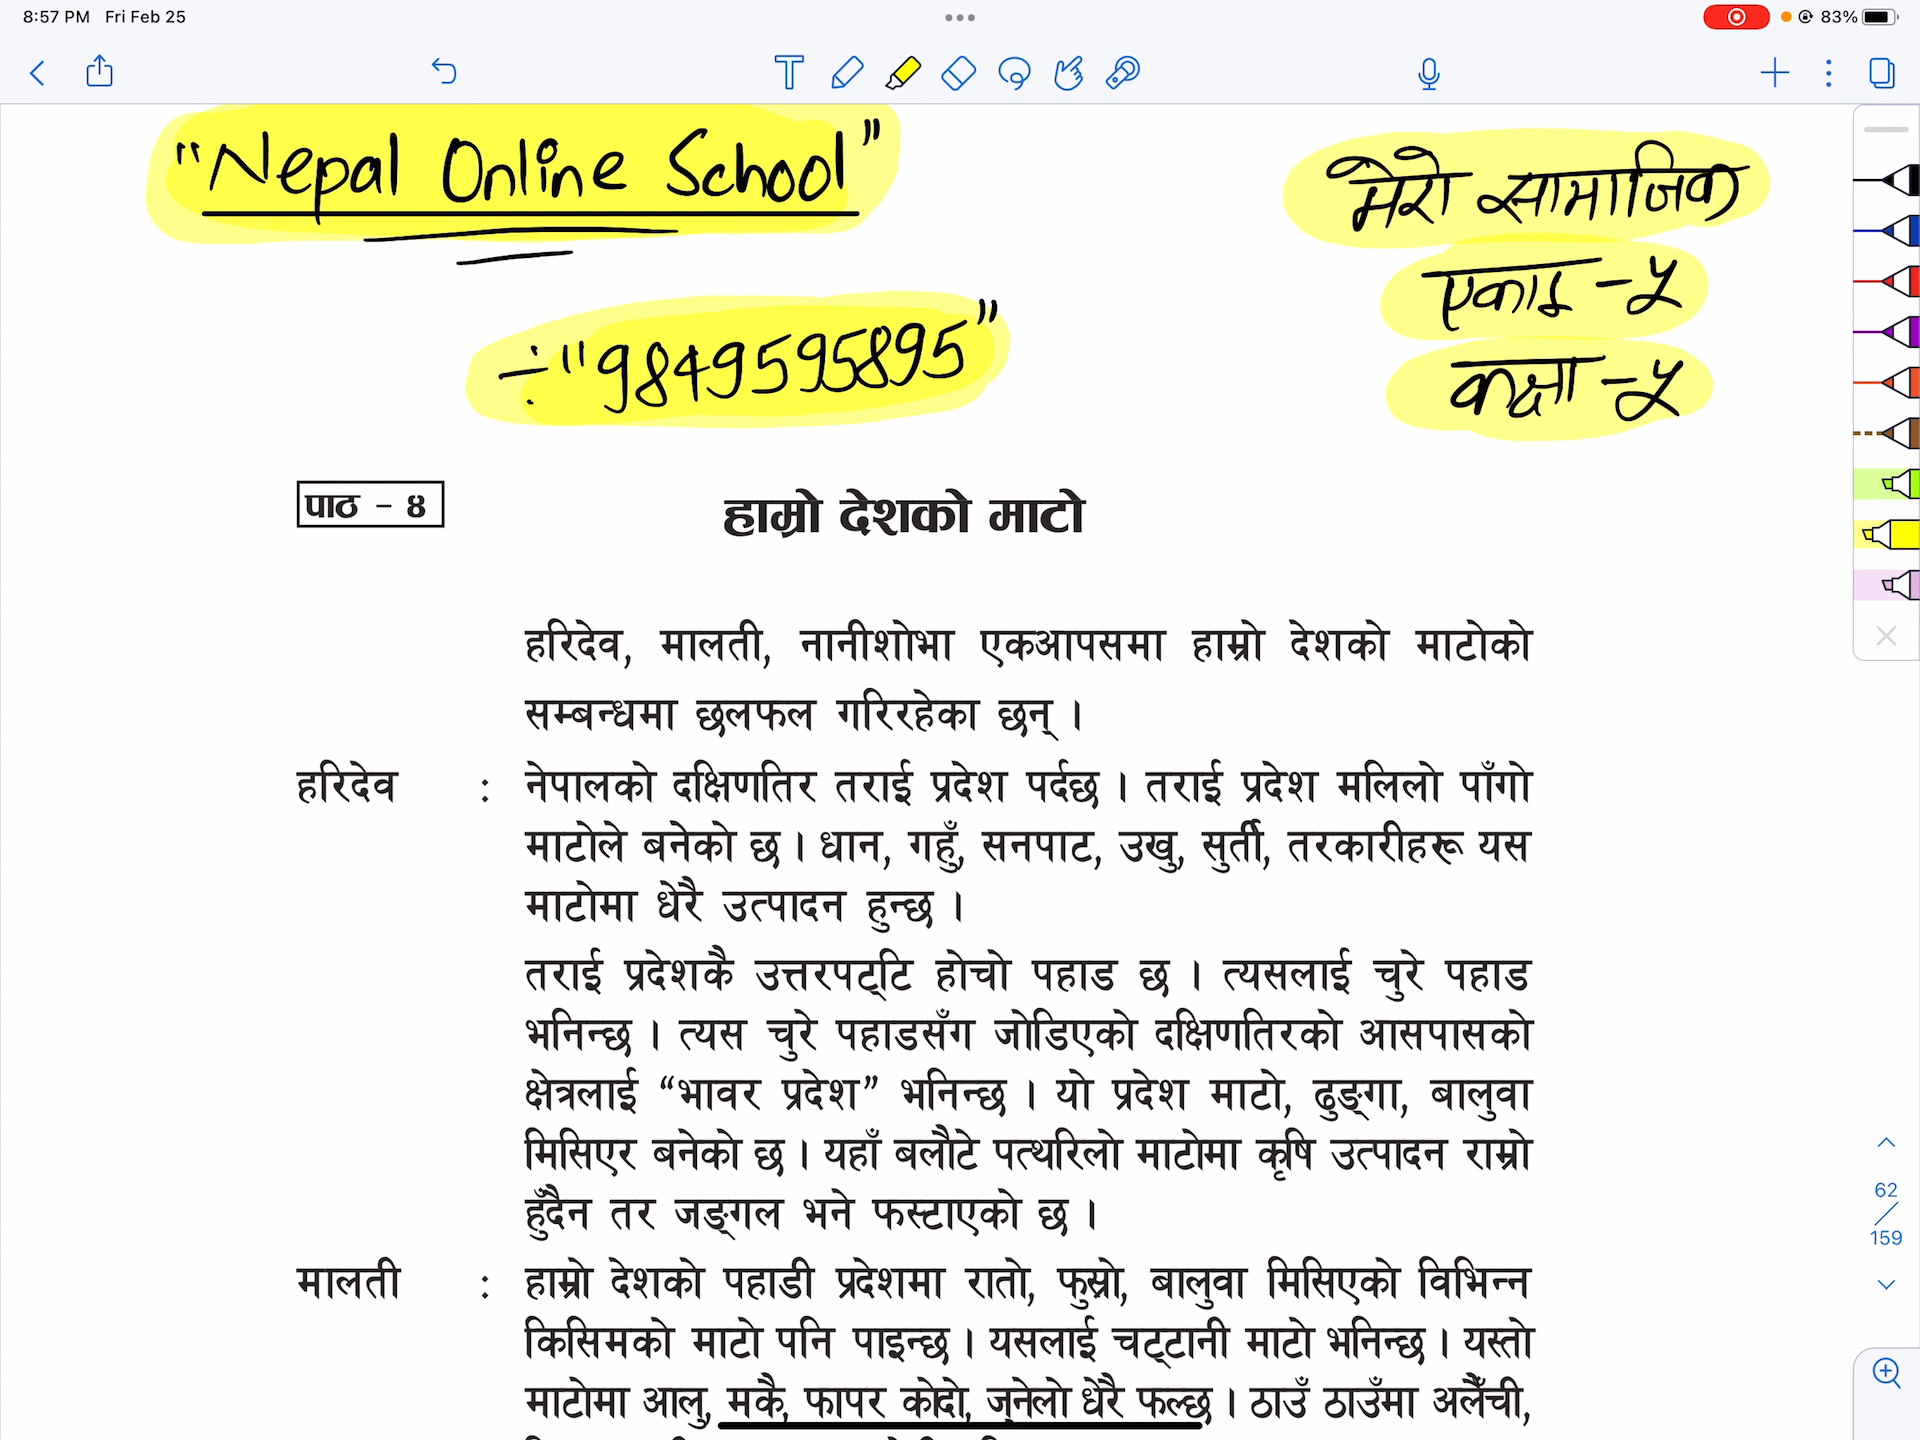 8:57 PM Fri Feb 25
83%
"Nepal Online School"
÷"9849595895"
मेरो सामाजिक
एकाइ - ५
कक्षा - ५
पाठ - ४
हाम्रो देशको माटो
हरिदेव, मालती, नानीशोभा एकआपसमा हाम्रो देशको माटोको
सम्बन्धमा छलफल गरिरहेका छन् ।
हरिदेव : नेपालको दक्षिणतिर तराई प्रदेश पर्दछ । तराई प्रदेश मलिलो पाँगो
माटोले बनेको छ । धान, गहुँ, सनपाट, उखु, सुर्ती, तरकारीहरू यस
माटोमा धेरै उत्पादन हुन्छ ।
तराई प्रदेशकै उत्तरपट्टि होचो पहाड छ । त्यसलाई चुरे पहाड
भनिन्छ । त्यस चुरे पहाडसँग जोडिएको दक्षिणतिरको आसपासको
क्षेत्रलाई “भावर प्रदेश” भनिन्छ । यो प्रदेश माटो, ढुङ्गा, बालुवा
मिसिएर बनेको छ । यहाँ बलौटे पत्थरिलो माटोमा कृषि उत्पादन राम्रो
हुँदैन तर जङ्गल भने फस्टाएको छ ।
मालती : हाम्रो देशको पहाडी प्रदेशमा रातो, फुस्रो, बालुवा मिसिएको विभिन्न
किसिमको माटो पनि पाइन्छ । यसलाई चट्टानी माटो भनिन्छ । यस्तो
माटोमा आलु, मकै, फापर कोदो, जुनेलो धेरै फल्छ । ठाउँ ठाउँमा अलैंची,
62
/
159